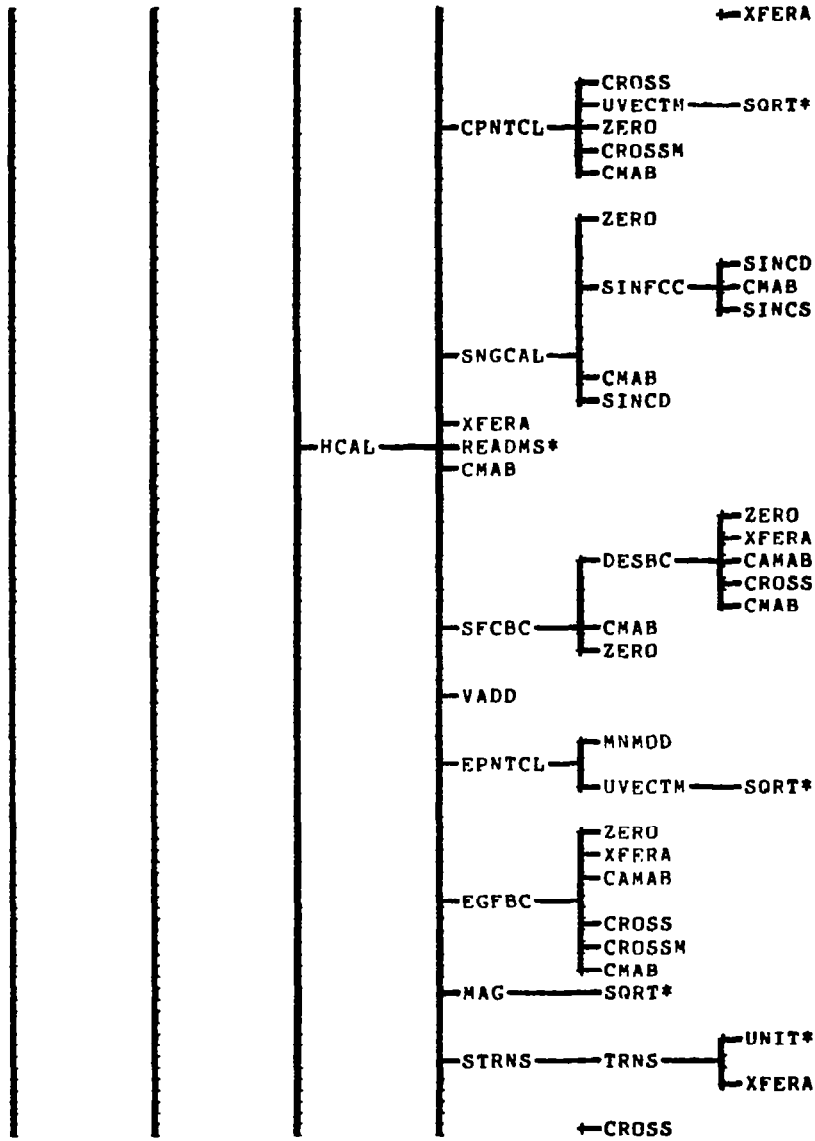 XFERA
CROSS
UVECTM SQRT*
CPNTCL ZERO
CROSSM
CMAB
ZERO
SINCD
SINFCC CMAB
SINCS
SNGCAL
CMAB
SINCD
XFERA
HCAL READMS*
CMAB
ZERO
XFERA
DESBC CAMAB
CROSS
CMAB
SFCBC CMAB
ZERO
VADD
MNMOD
EPNTCL
UVECTM SQRT*
ZERO
XFERA
CAMAB
EGFBC
CROSS
CROSSM
CMAB
MAG SQRT*
UNIT*
STRNS TRNS
XFERA
CROSS